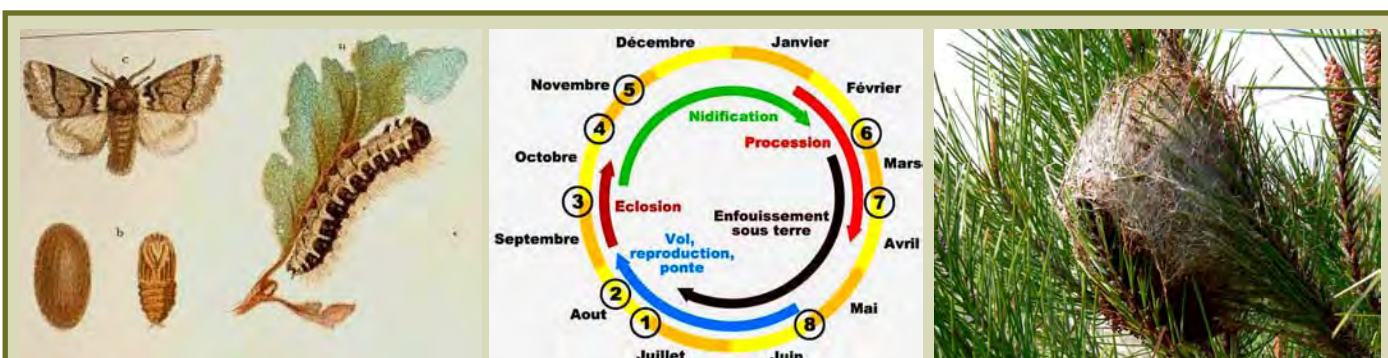 c
a
b
Décembre
Janvier
Novembre
5
Février
4
Nidification
6
Procession
Mars
Octobre
3
Eclosion
7
Enfouissement
sous terre
Septembre
Vol,
reproduction,
ponte
Avril
2
Aout
1
8
Mai
Juillet
Juin